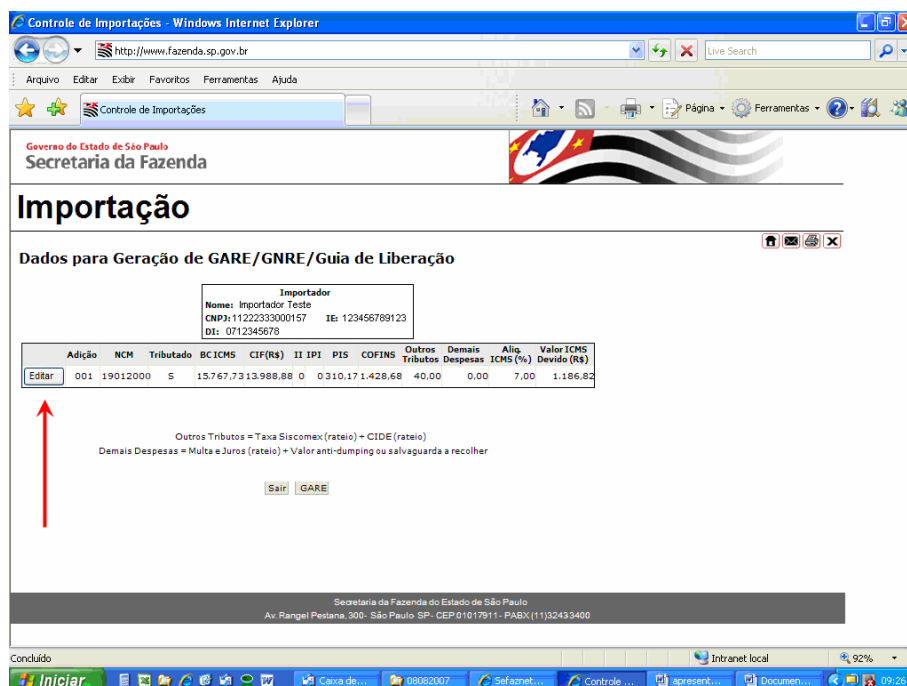 Controle de Importações - Windows Internet Explorer
http://www.fazenda.sp.gov.br
Live Search
Arquivo Editar Exibir Favoritos Ferramentas Ajuda
Controle de Importações
Página Ferramentas
Governo do Estado de São Paulo
Secretaria da Fazenda
Importação
Dados para Geração de GARE/GNRE/Guia de Liberação
Importador
Nome: Importador Teste
CNPJ: 11222333000157 IE: 123456789123
DI: 0712345678
Adição NCM Tributado BC ICMS CIF(R$) II IPI PIS COFINS Outros Tributos Demais Despesas Aliq. ICMS (%) Valor ICMS Devido (R$)
Editar 001 19012000 S 15.767,73 13.988,88 0 0 310,17 1.428,68 40,00 0,00 7,00 1.186,82
Outros Tributos = Taxa Siscomex (rateio) + CIDE (rateio)
Demais Despesas = Multa e Juros (rateio) + Valor anti-dumping ou salvaguarda a recolher
Sair GARE
Secretaria da Fazenda do Estado de São Paulo
Av. Rangel Pestana, 300- São Paulo SP- CEP 01017911- PABX (11)32433400
Concluído Intranet local 92%
Iniciar Caixa de... 08082007 Sefaznet... Controle ... apresent... Documen... 09:26